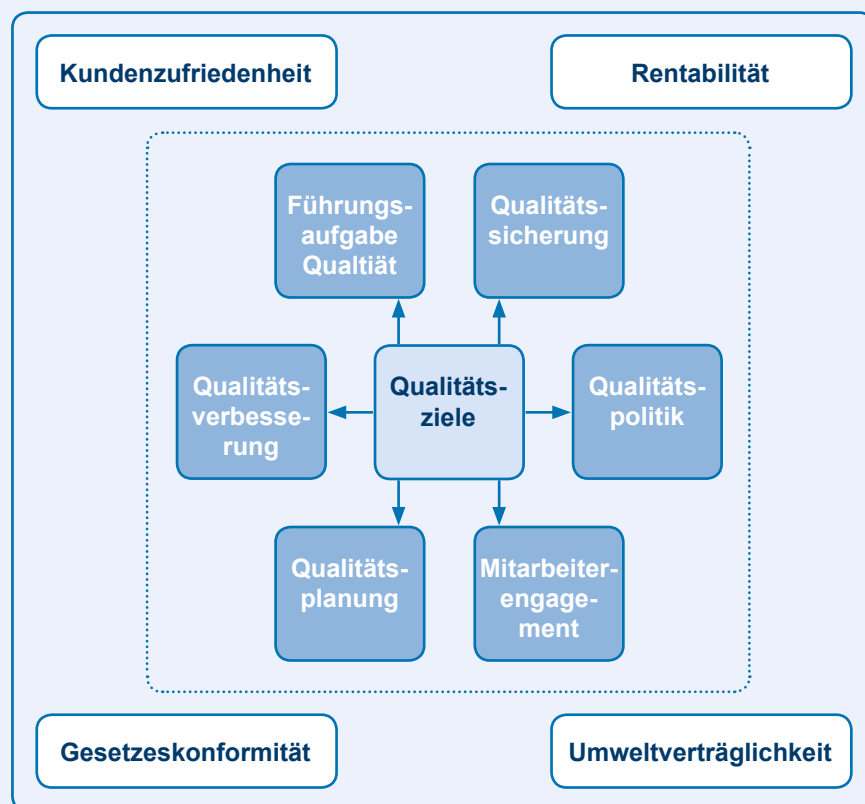 Kundenzufriedenheit
Rentabilität
Führungs-
aufgabe
Qualtiät
Qualitäts-
sicherung
Qualitäts-
verbesse-
rung
Qualitäts-
ziele
Qualitäts-
politik
Qualitäts-
planung
Mitarbeiter-
engage-
ment
Gesetzeskonformität
Umweltverträglichkeit